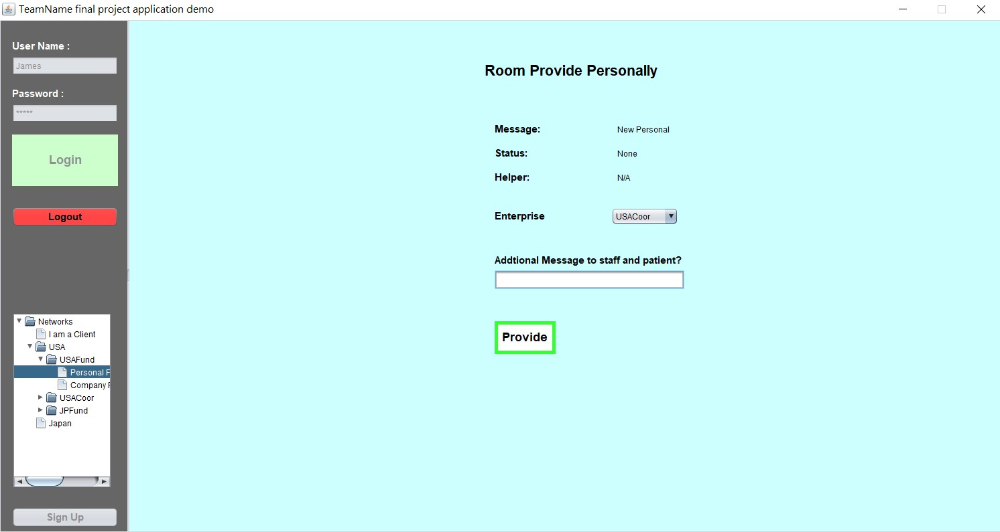 TeamName final project application demo
User Name :
James
Password :
*****
Login
Logout
Networks
I am a Client
USA
USAFund
Personal F
Company F
USACoor
JPFund
Japan
Sign Up
Room Provide Personally
Message: New Personal
Status: None
Helper: N/A
Enterprise USACoor
Addtional Message to staff and patient?
Provide